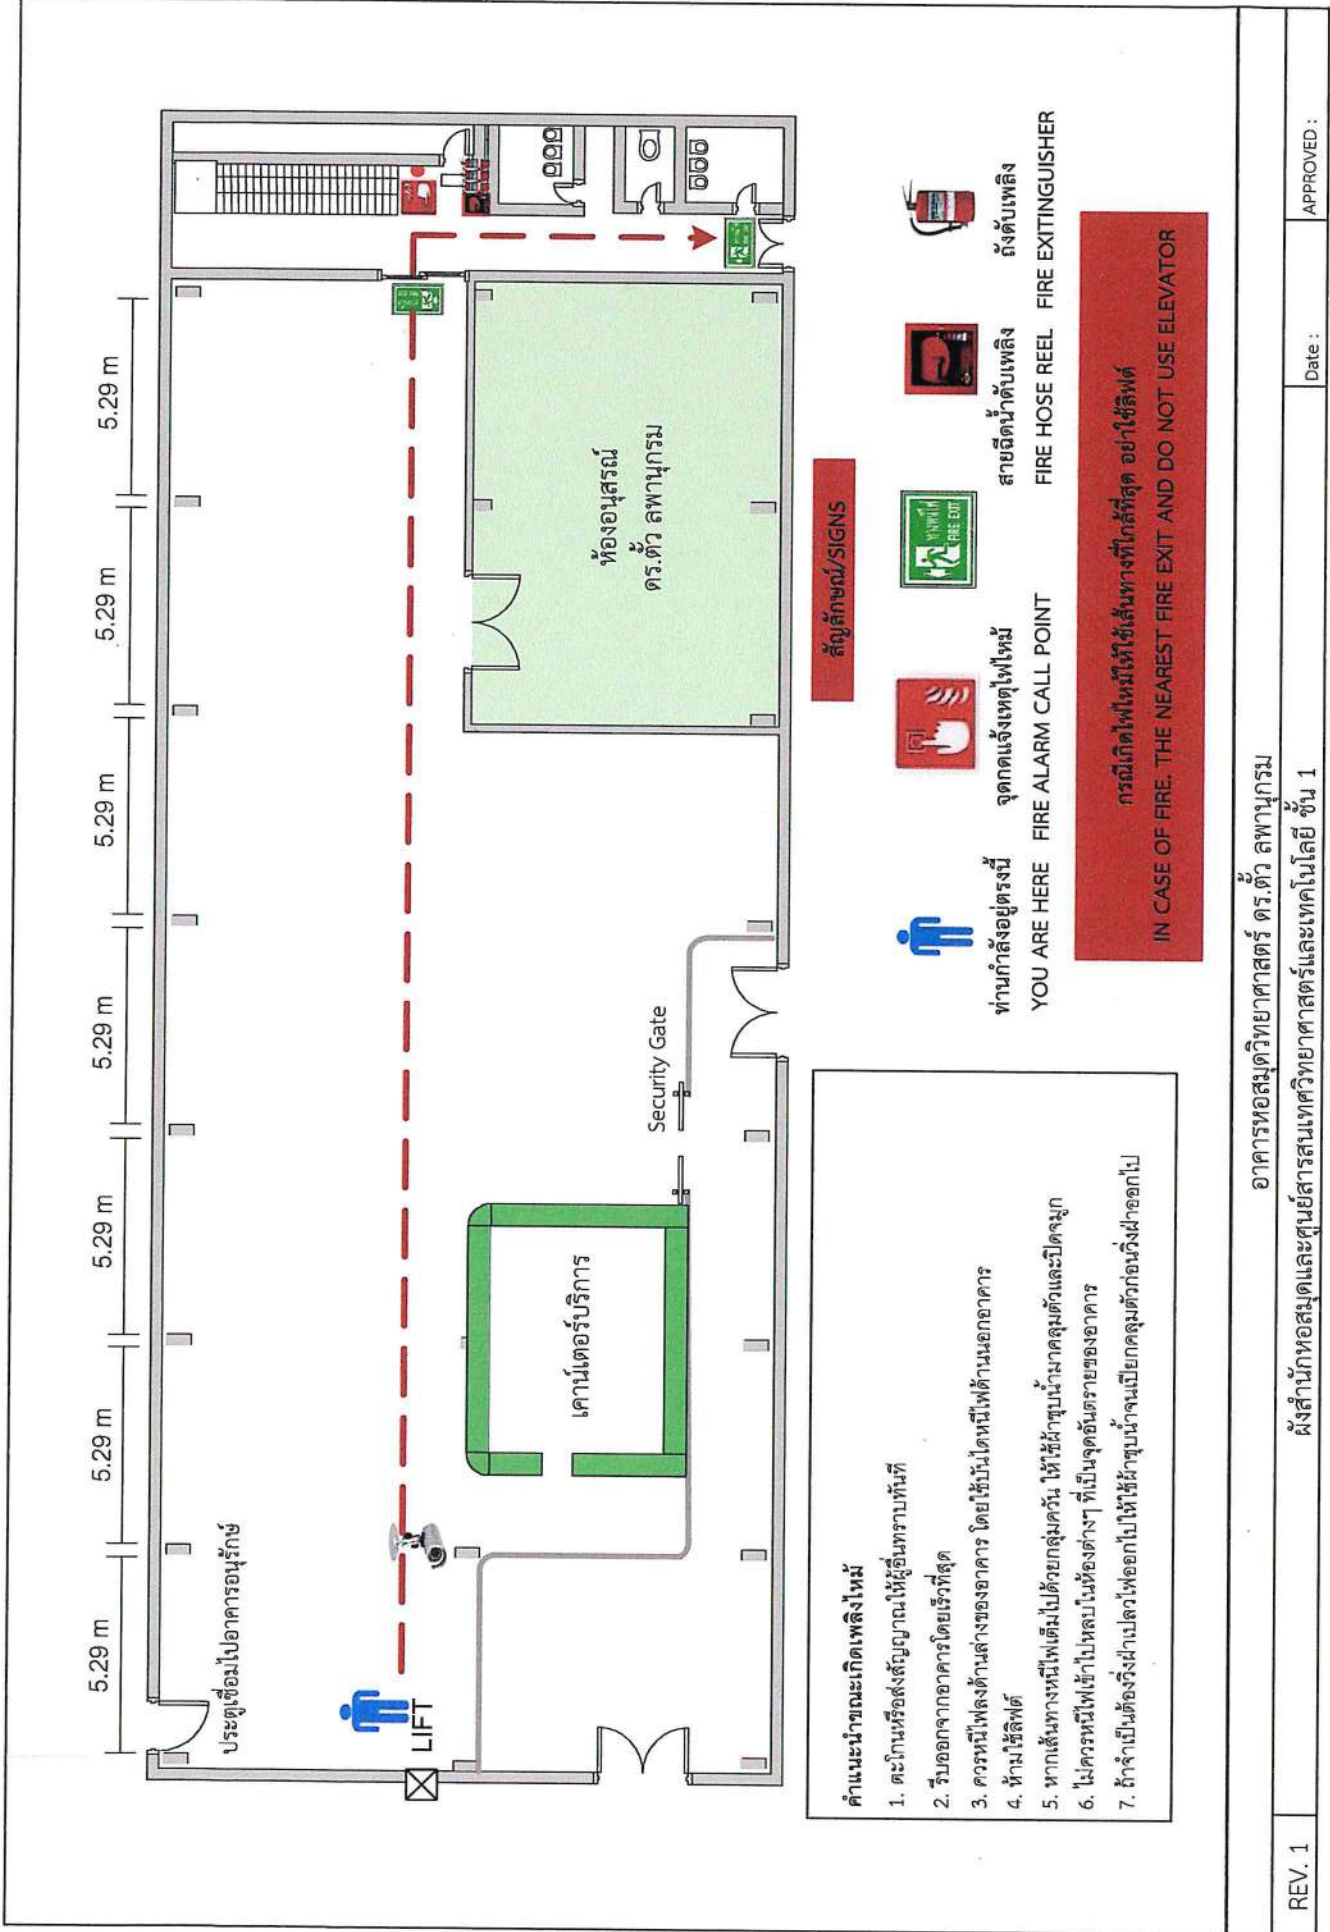 5.29 m
5.29 m
5.29 m
5.29 m
5.29 m
5.29 m
5.29 m
ประตูเชื่อมไปอาคารอนุรักษ์
LIFT
เคาน์เตอร์บริการ
Security Gate
ห้องอนุสรณ์
ดร.ตั้ว ลพานุกรม
คำแนะนำขณะเกิดเพลิงไหม้
1. ตะโกนหรือส่งสัญญาณให้ผู้อื่นทราบทันที
2. รีบออกจากอาคารโดยเร็วที่สุด
3. ควรหนีไฟลงด้านล่างของอาคาร โดยใช้บันไดหนีไฟด้านนอกอาคาร
4. ห้ามใช้ลิฟต์
5. หากเส้นทางหนีไฟเต็มไปด้วยกลุ่มควัน ให้ใช้ผ้าชุบน้ำมาคลุมตัวและปิดจมูก
6. ไม่ควรหนีไฟเข้าไปหลบในห้องต่างๆ ที่เป็นจุดอันตรายของอาคาร
7. ถ้าจำเป็นต้องวิ่งฝ่าเปลวไฟออกไปให้ใช้ผ้าชุบน้ำจนเปียกคลุมตัวก่อนวิ่งฝ่าออกไป
สัญลักษณ์/SIGNS
ทางหนีไฟ
FIRE EXIT
ท่านกำลังอยู่ตรงนี้
YOU ARE HERE
จุดกดแจ้งเหตุไฟไหม้
FIRE ALARM CALL POINT
สายฉีดน้ำดับเพลิง
FIRE HOSE REEL
ถังดับเพลิง
FIRE EXITINGUISHER
กรณีเกิดไฟไหม้ให้ใช้เส้นทางที่ใกล้ที่สุด อย่าใช้ลิฟต์
IN CASE OF FIRE. THE NEAREST FIRE EXIT AND DO NOT USE ELEVATOR
อาคารหอสมุดวิทยาศาสตร์ ดร.ตั้ว ลพานุกรม
REV. 1
ผังสำนักหอสมุดและศูนย์สารสนเทศวิทยาศาสตร์และเทคโนโลยี ชั้น 1
Date :
APPROVED :